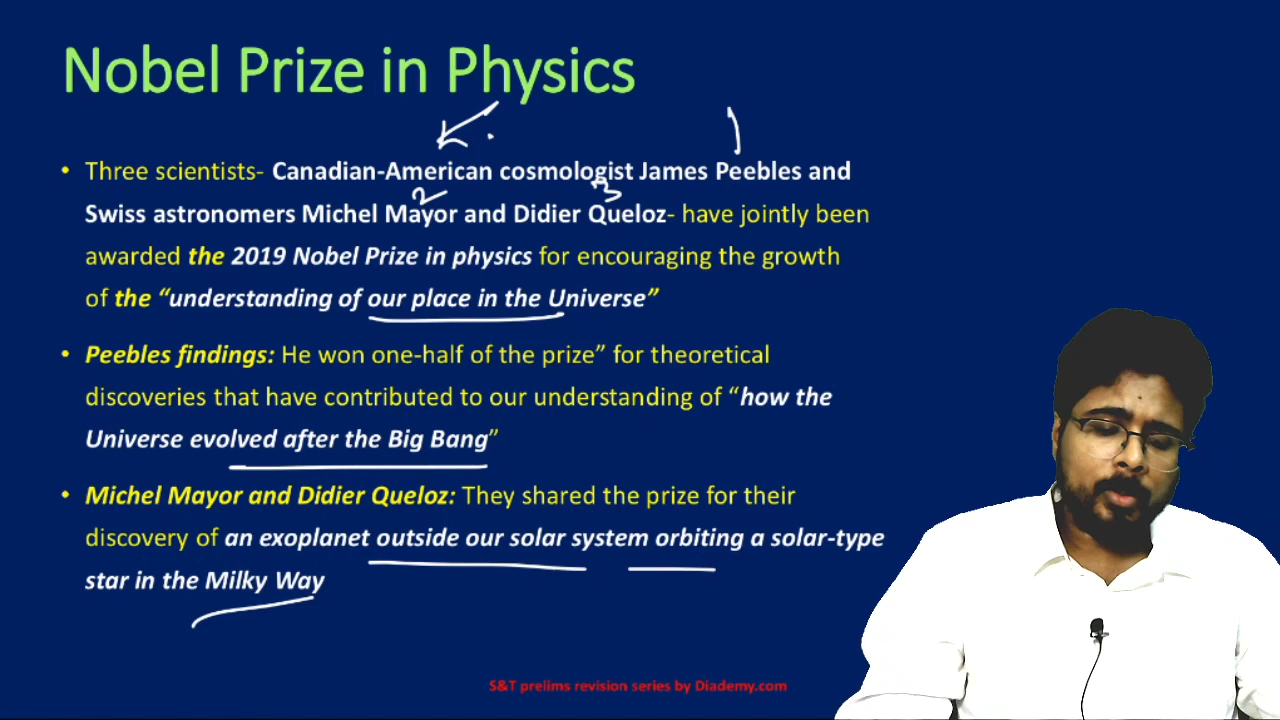 Nobel Prize in Physics
• Three scientists- Canadian-American cosmologist James Peebles and
Swiss astronomers Michel Mayor and Didier Queloz- have jointly been
awarded the 2019 Nobel Prize in physics for encouraging the growth
of the “understanding of our place in the Universe”
• Peebles findings: He won one-half of the prize” for theoretical
discoveries that have contributed to our understanding of “how the
Universe evolved after the Big Bang”
• Michel Mayor and Didier Queloz: They shared the prize for their
discovery of an exoplanet outside our solar system orbiting a solar-type
star in the Milky Way
S&T prelims revision series by Diademy.com